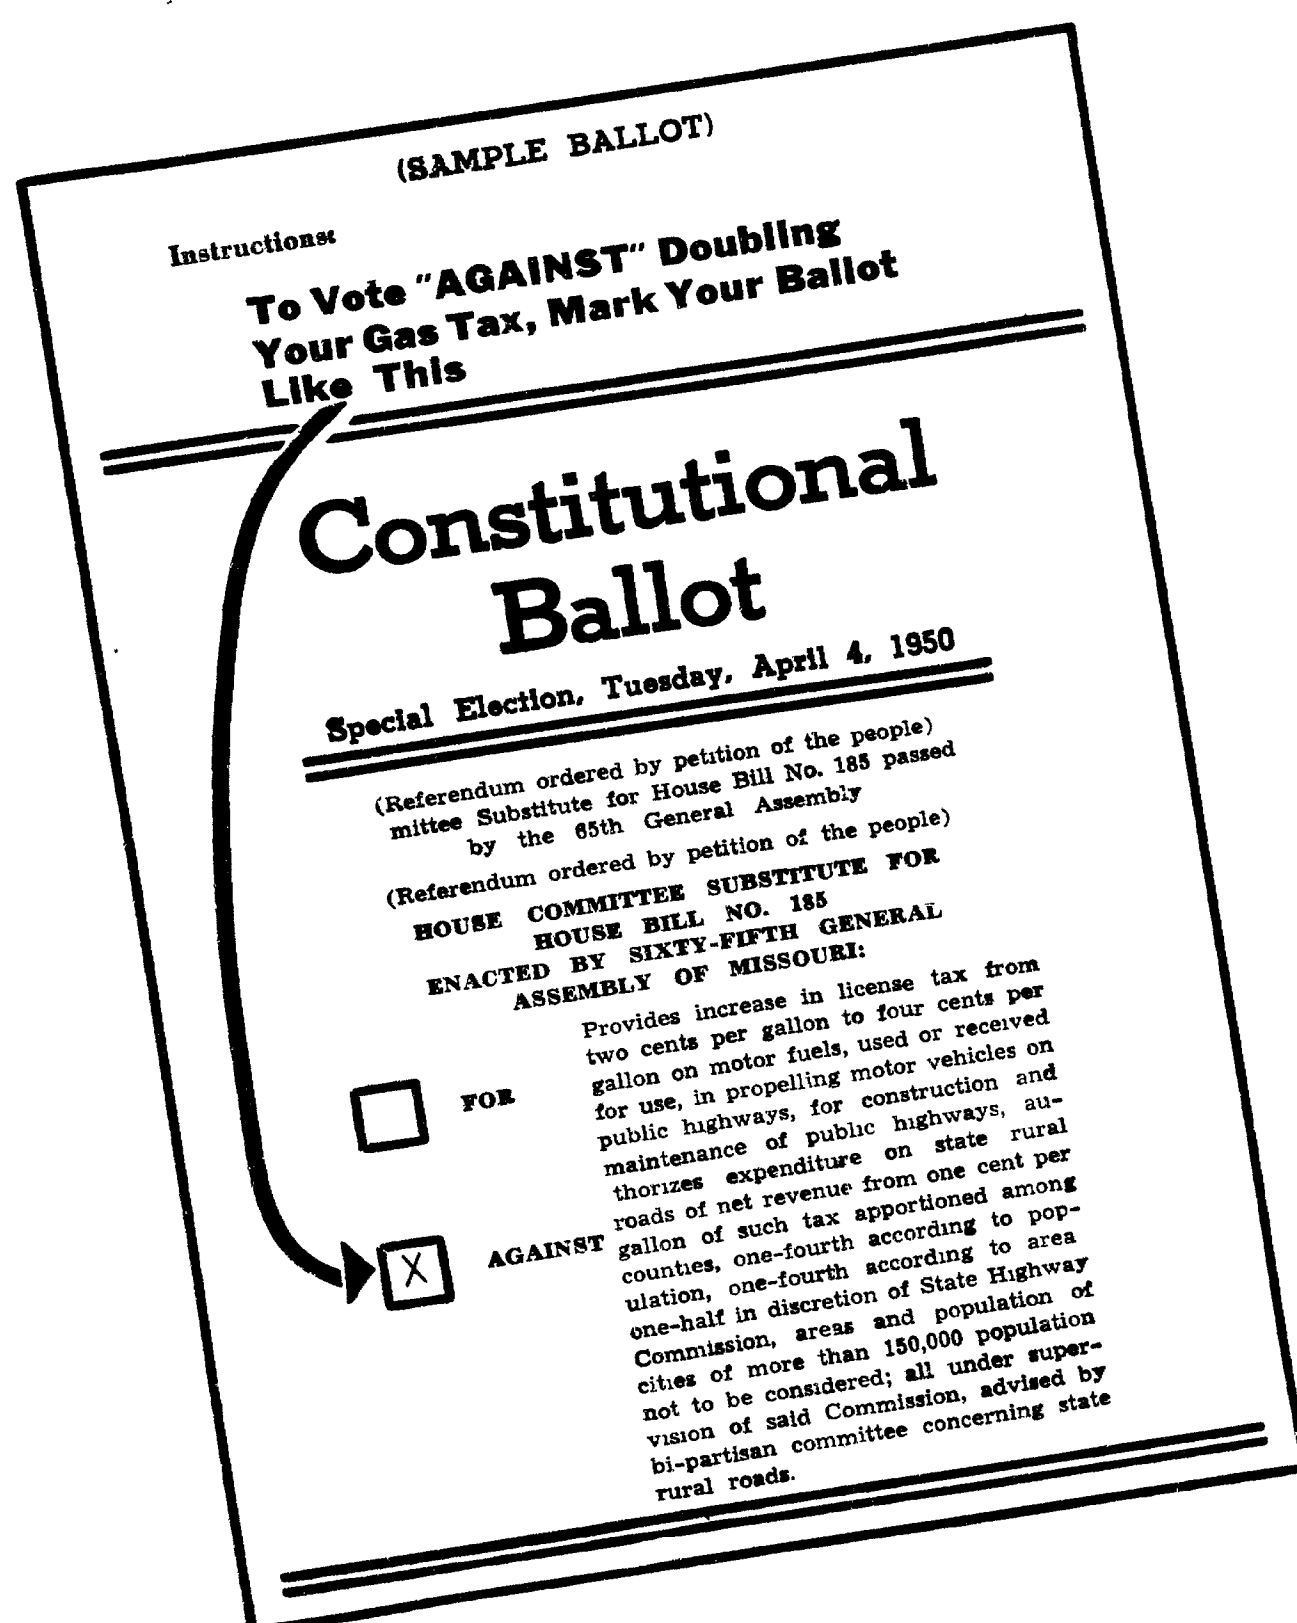 (SAMPLE BALLOT)
Instructions:
To Vote "AGAINST" Doubling
Your Gas Tax, Mark Your Ballot
Like This
Constitutional
Ballot
Special Election, Tuesday, April 4, 1950
(Referendum ordered by petition of the people)
mittee Substitute for House Bill No. 185 passed
by the 65th General Assembly
(Referendum ordered by petition of the people)
HOUSE COMMITTEE SUBSTITUTE FOR
HOUSE BILL NO. 185
ENACTED BY SIXTY-FIFTH GENERAL
ASSEMBLY OF MISSOURI:
FOR
AGAINST
X
Provides increase in license tax from
two cents per gallon to four cents per
gallon on motor fuels, used or received
for use, in propelling motor vehicles on
public highways, for construction and
maintenance of public highways, au-
thorizes expenditure on state rural
roads of net revenue from one cent per
gallon of such tax apportioned among
counties, one-fourth according to pop-
ulation, one-fourth according to area
one-half in discretion of State Highway
Commission, areas and population of
cities of more than 150,000 population
not to be considered; all under super-
vision of said Commission, advised by
bi-partisan committee concerning state
rural roads.